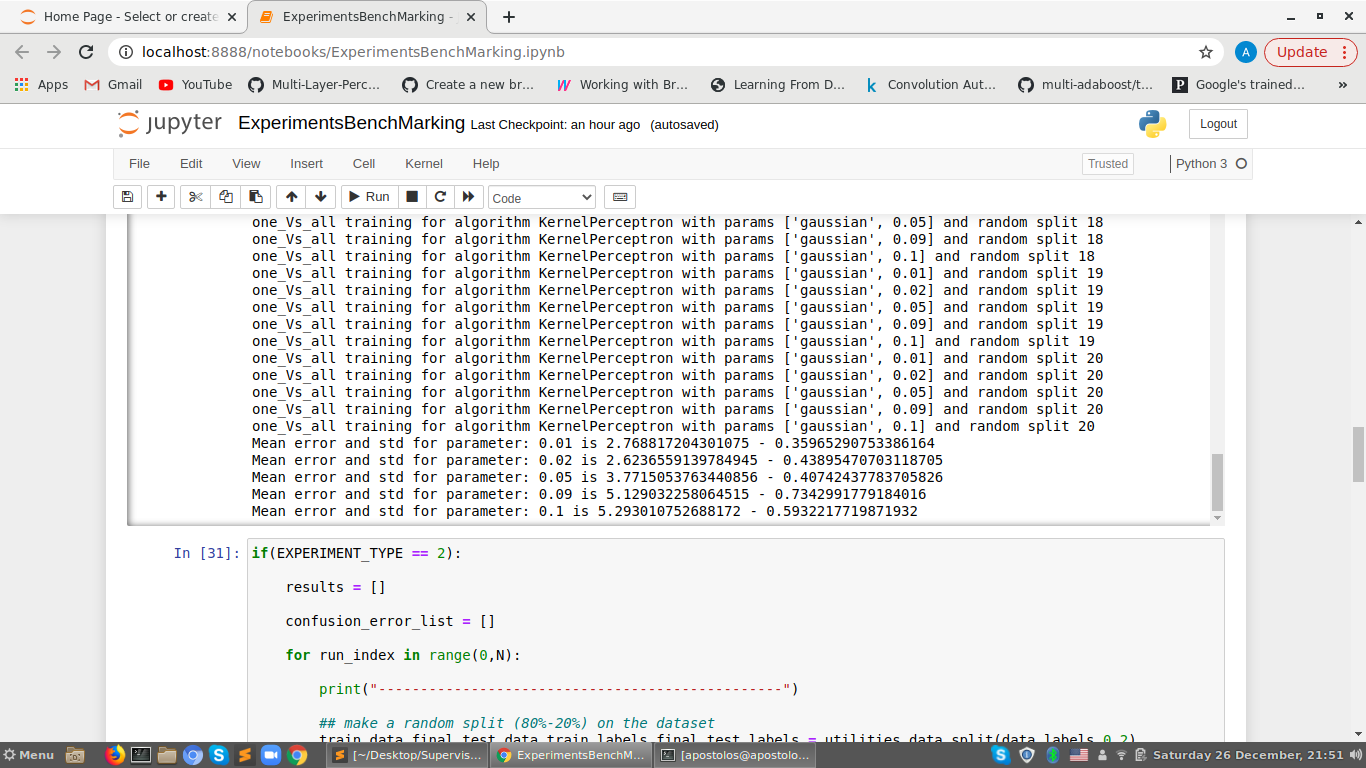 Home Page - Select or create
ExperimentsBenchMarking -
localhost:8888/notebooks/ExperimentsBenchMarking.ipynb
A
Update
Apps
Gmail
YouTube
Multi-Layer-Perc…
Create a new br…
Working with Br…
Learning From D…
Convolution Aut…
multi-adaboost/t…
Google's trained…
»
jupyter
ExperimentsBenchMarking Last Checkpoint: an hour ago (autosaved)
Logout
File Edit View Insert Cell Kernel Help
Trusted
Python 3
Run
Code
one_Vs_all training for algorithm KernelPerceptron with params ['gaussian', 0.05] and random split 18
one_Vs_all training for algorithm KernelPerceptron with params ['gaussian', 0.09] and random split 18
one_Vs_all training for algorithm KernelPerceptron with params ['gaussian', 0.1] and random split 18
one_Vs_all training for algorithm KernelPerceptron with params ['gaussian', 0.01] and random split 19
one_Vs_all training for algorithm KernelPerceptron with params ['gaussian', 0.02] and random split 19
one_Vs_all training for algorithm KernelPerceptron with params ['gaussian', 0.05] and random split 19
one_Vs_all training for algorithm KernelPerceptron with params ['gaussian', 0.09] and random split 19
one_Vs_all training for algorithm KernelPerceptron with params ['gaussian', 0.1] and random split 19
one_Vs_all training for algorithm KernelPerceptron with params ['gaussian', 0.01] and random split 20
one_Vs_all training for algorithm KernelPerceptron with params ['gaussian', 0.02] and random split 20
one_Vs_all training for algorithm KernelPerceptron with params ['gaussian', 0.05] and random split 20
one_Vs_all training for algorithm KernelPerceptron with params ['gaussian', 0.09] and random split 20
one_Vs_all training for algorithm KernelPerceptron with params ['gaussian', 0.1] and random split 20
Mean error and std for parameter: 0.01 is 2.768817204301075 - 0.35965290753386164
Mean error and std for parameter: 0.02 is 2.6236559139784945 - 0.43895470703118705
Mean error and std for parameter: 0.05 is 3.7715053763440856 - 0.40742437783705826
Mean error and std for parameter: 0.09 is 5.129032258064515 - 0.7342991779184016
Mean error and std for parameter: 0.1 is 5.293010752688172 - 0.5932217719871932
In [31]:
if(EXPERIMENT_TYPE == 2):
results = []
confusion_error_list = []
for run_index in range(0,N):
print("------------------------------------------------")
## make a random split (80%-20%) on the dataset
train_data,final_test_data,train_labels,final_test_labels = utilities.data_split(data,labels,0.2)
Menu
[~/Desktop/Supervis...
ExperimentsBenchM...
[apostolos@apostolo...
Saturday 26 December, 21:51